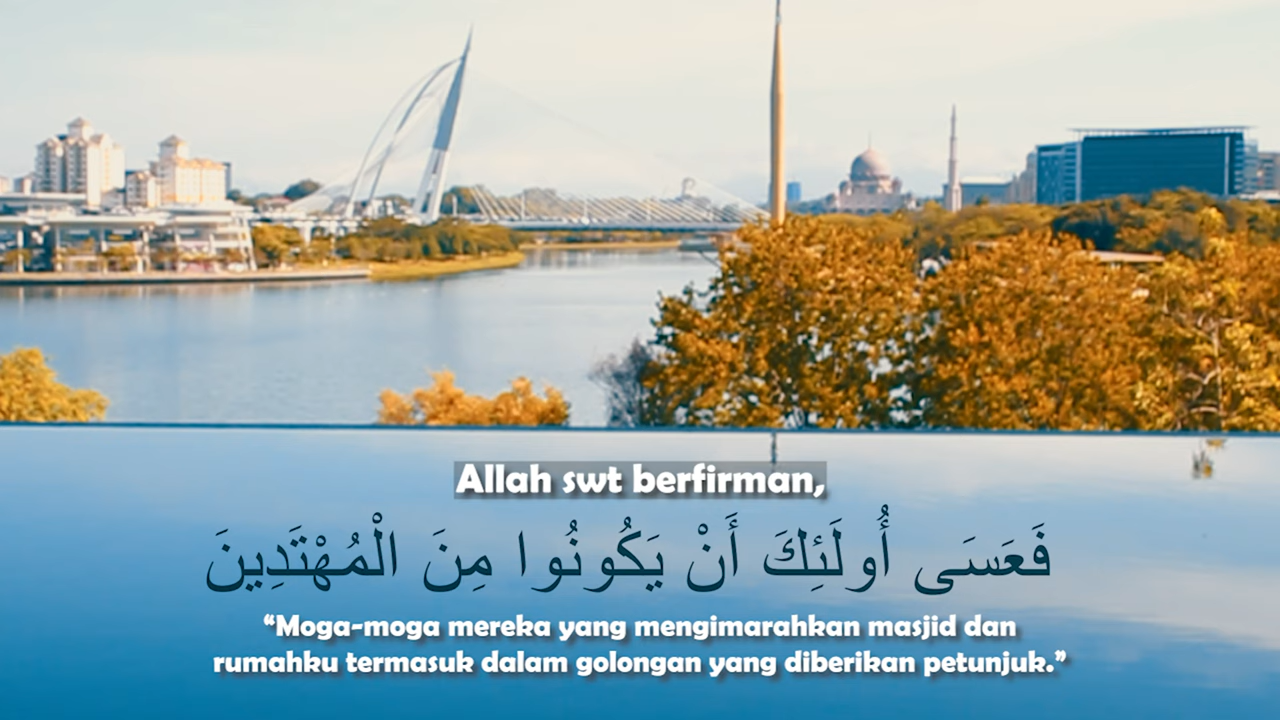 Allah swt berfirman,
فَعَسَى أُولَئِكَ أَنْ يَكُونُوا مِنَ الْمُهْتَدِينَ
“Moga-moga mereka yang mengimarahkan masjid dan
rumahku termasuk dalam golongan yang diberikan petunjuk.”